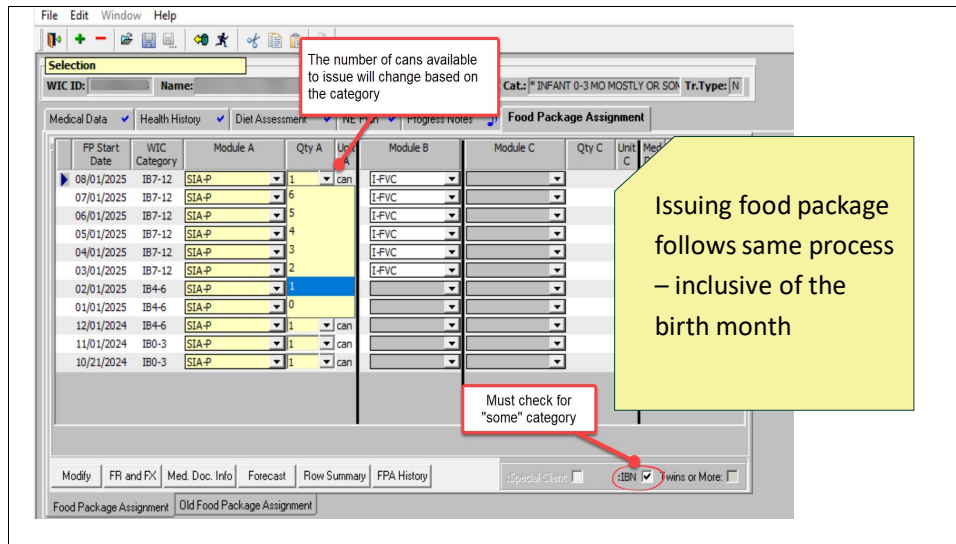 File Edit Window Help
Selection
The number of cans available
to issue will change based on
the category
WIC ID: Name: Cat.: * INFANT 0-3 MO MOSTLY OR SON Tr.Type: N
Medical Data Health History Diet Assessment NE Plan Progress Notes Food Package Assignment
FP Start Date WIC Category Module A Qty A Unit A Module B Module C Qty C Unit C Med
08/01/2025 IB7-12 SIA-P 1 can I-FVC
07/01/2025 IB7-12 SIA-P 6 I-FVC
06/01/2025 IB7-12 SIA-P 5 I-FVC
05/01/2025 IB7-12 SIA-P 4 I-FVC
04/01/2025 IB7-12 SIA-P 3 I-FVC
03/01/2025 IB7-12 SIA-P 2 I-FVC
02/01/2025 IB4-6 SIA-P 1
01/01/2025 IB4-6 SIA-P 0
12/01/2024 IB4-6 SIA-P 1 can
11/01/2024 IB0-3 SIA-P 1 can
10/21/2024 IB0-3 SIA-P 1 can
Issuing food package
follows same process
– inclusive of the
birth month
Must check for
"some" category
Modify FR and FX Med. Doc. Info Forecast Row Summary FPA History :Special Client :IBN Twins or More:
Food Package Assignment Old Food Package Assignment